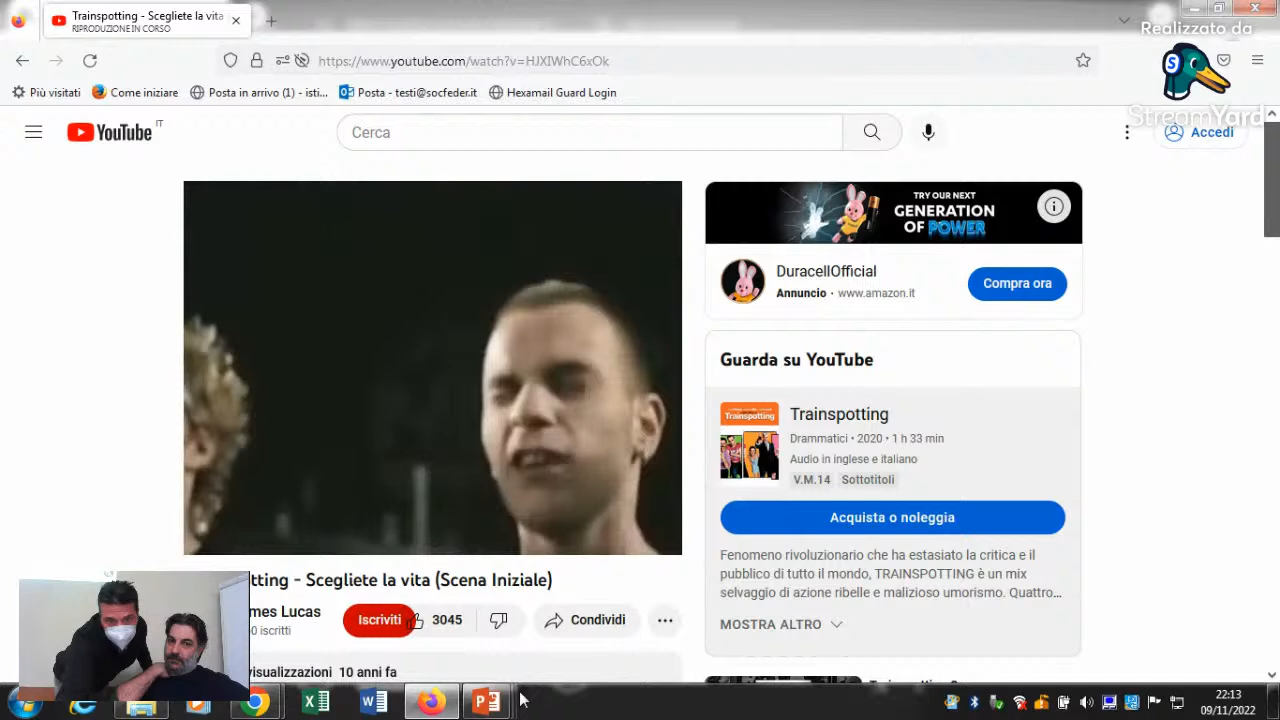 Trainspotting - Scegliete la vita
RIPRODUZIONE IN CORSO
Realizzato da
StreamYard
https://www.youtube.com/watch?v=HJXIWhC6xOk
Più visitati
Come iniziare
Posta in arrivo (1) - isti...
Posta - testi@socfeder.it
Hexamail Guard Login
YouTube IT
Cerca
Accedi
TRY OUR NEXT
GENERATION
OF POWER
DuracellOfficial
Annuncio · www.amazon.it
Compra ora
Guarda su YouTube
Trainspotting
Trainspotting
Drammatici • 2020 • 1 h 33 min
Audio in inglese e italiano
V.M.14 Sottotitoli
Acquista o noleggia
Fenomeno rivoluzionario che ha estasiato la critica e il
pubblico di tutto il mondo, TRAINSPOTTING è un mix
selvaggio di azione ribelle e malizioso umorismo. Quattro...
MOSTRA ALTRO
tting - Scegliete la vita (Scena Iniziale)
mes Lucas
0 iscritti
Iscriviti
3045
Condividi
isualizzazioni 10 anni fa
22:13
09/11/2022